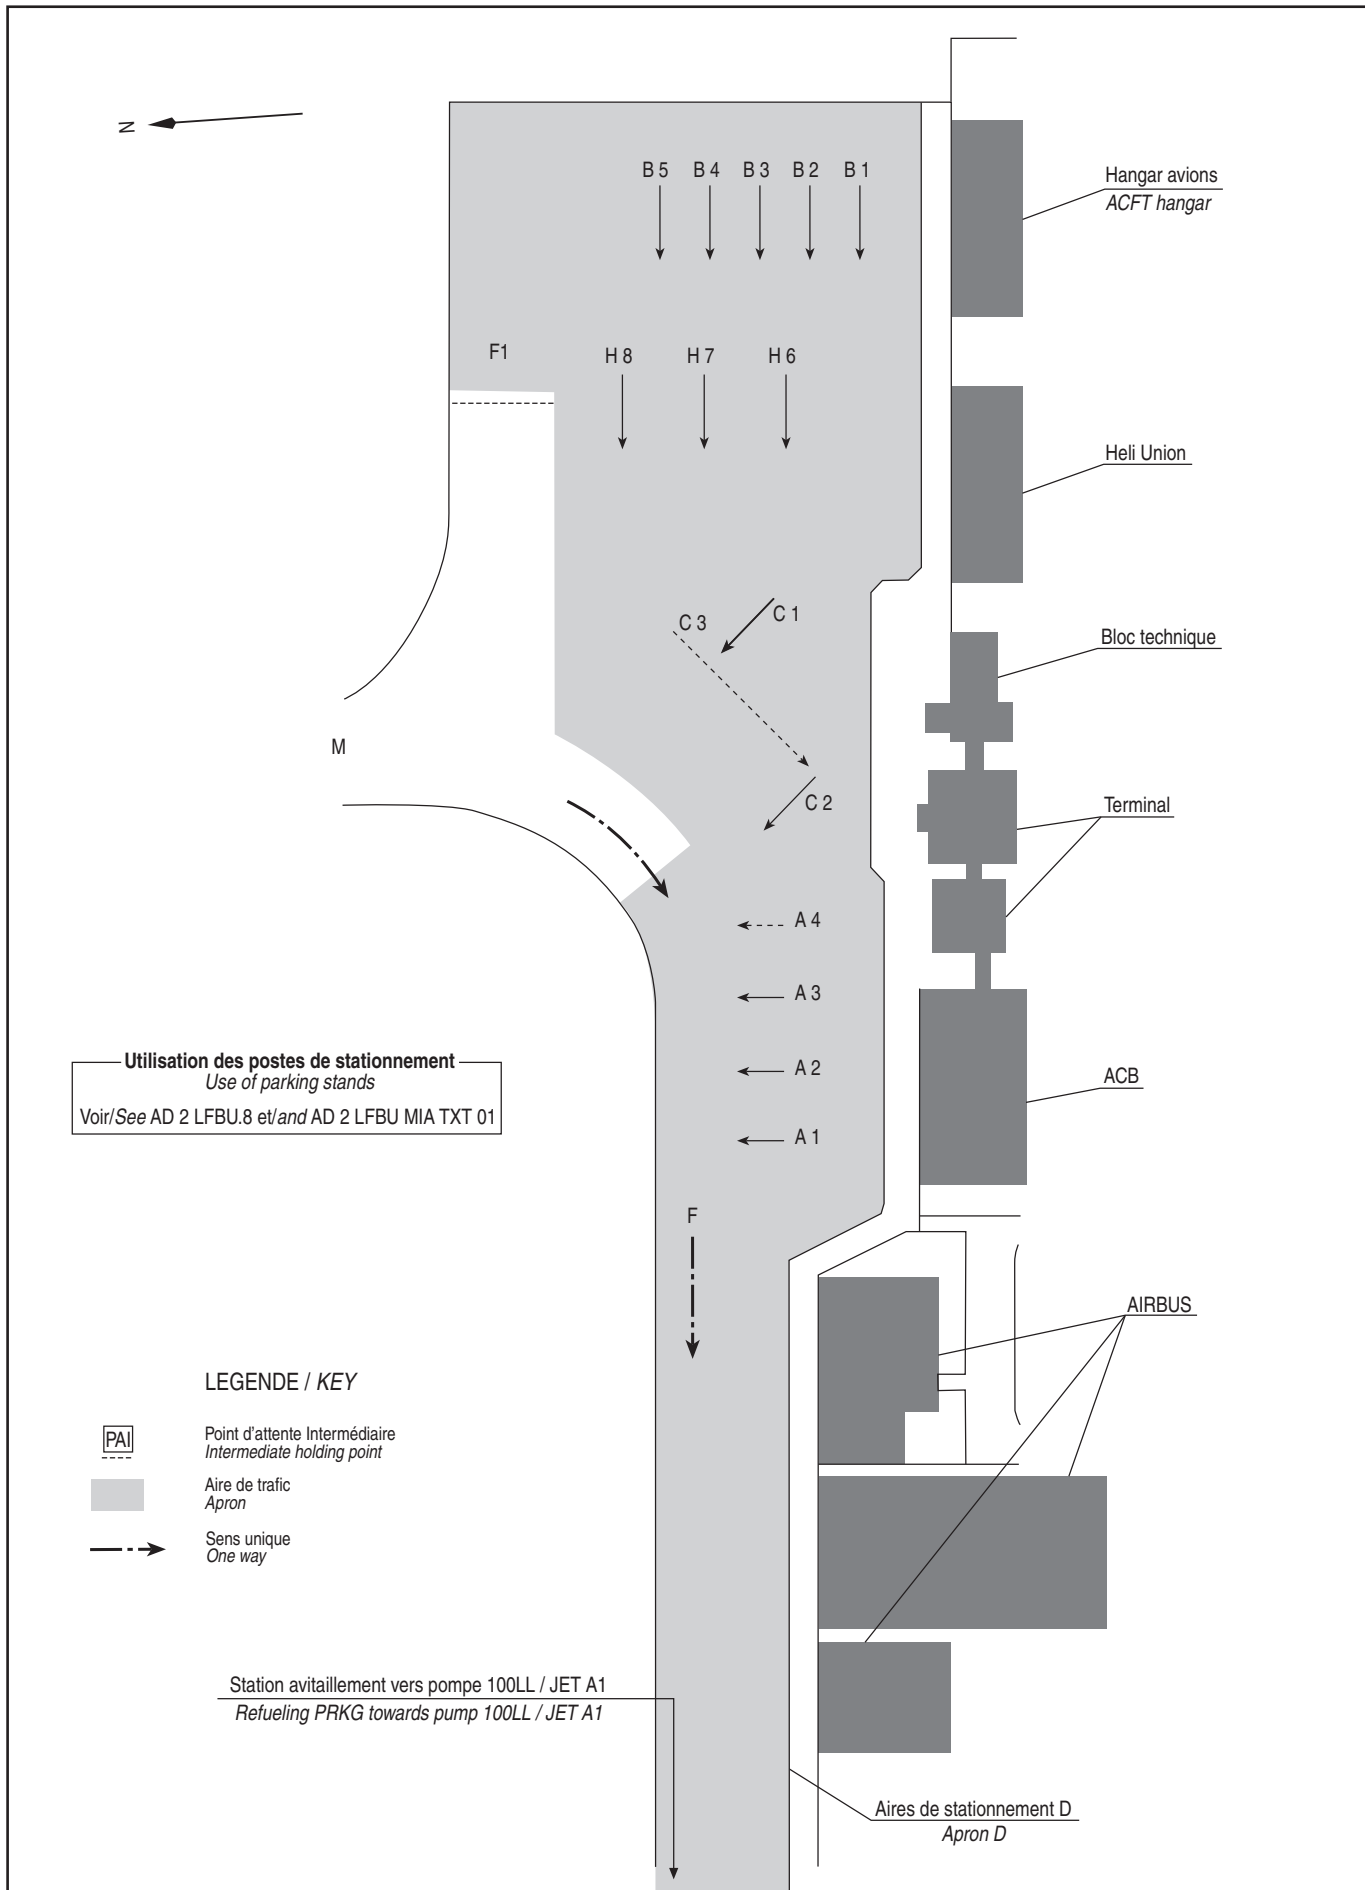 N
B 5 B 4 B 3 B 2 B 1
Hangar avions
ACFT hangar
F1
H 8 H 7 H 6
Heli Union
C 1
C 3
Bloc technique
M
C 2
Terminal
A 4
A 3
Utilisation des postes de stationnement
Use of parking stands
Voir/See AD 2 LFBU.8 et/and AD 2 LFBU MIA TXT 01
A 2
ACB
A 1
F
AIRBUS
LEGENDE / KEY
PAI
Point d'attente Intermédiaire
Intermediate holding point
Aire de trafic
Apron
Sens unique
One way
Station avitaillement vers pompe 100LL / JET A1
Refueling PRKG towards pump 100LL / JET A1
Aires de stationnement D
Apron D